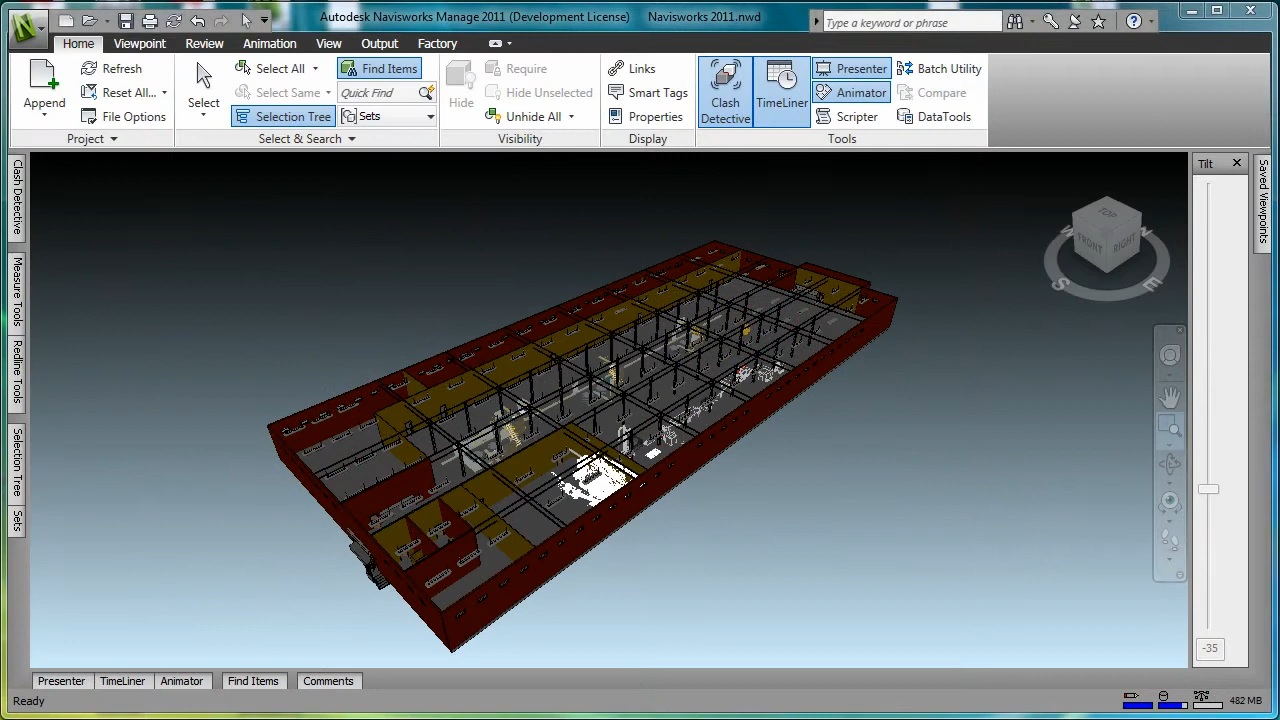 Autodesk Navisworks Manage 2011 (Development License) Navisworks 2011.nwd
Type a keyword or phrase
Home Viewpoint Review Animation View Output Factory
Append
Refresh
Reset All...
File Options
Project
Select
Select All
Select Same
Selection Tree
Find Items
Quick Find
Sets
Select & Search
Hide
Require
Hide Unselected
Unhide All
Visibility
Links
Smart Tags
Properties
Display
Clash
Detective
TimeLiner
Presenter
Animator
Scripter
Batch Utility
Compare
DataTools
Tools
Clash Detective
Measure Tools
Redline Tools
Selection Tree
Sets
TOP
FRONT
RIGHT
W
S
E
Tilt
-35
Saved Viewpoints
Presenter TimeLiner Animator Find Items Comments
Ready
482 MB